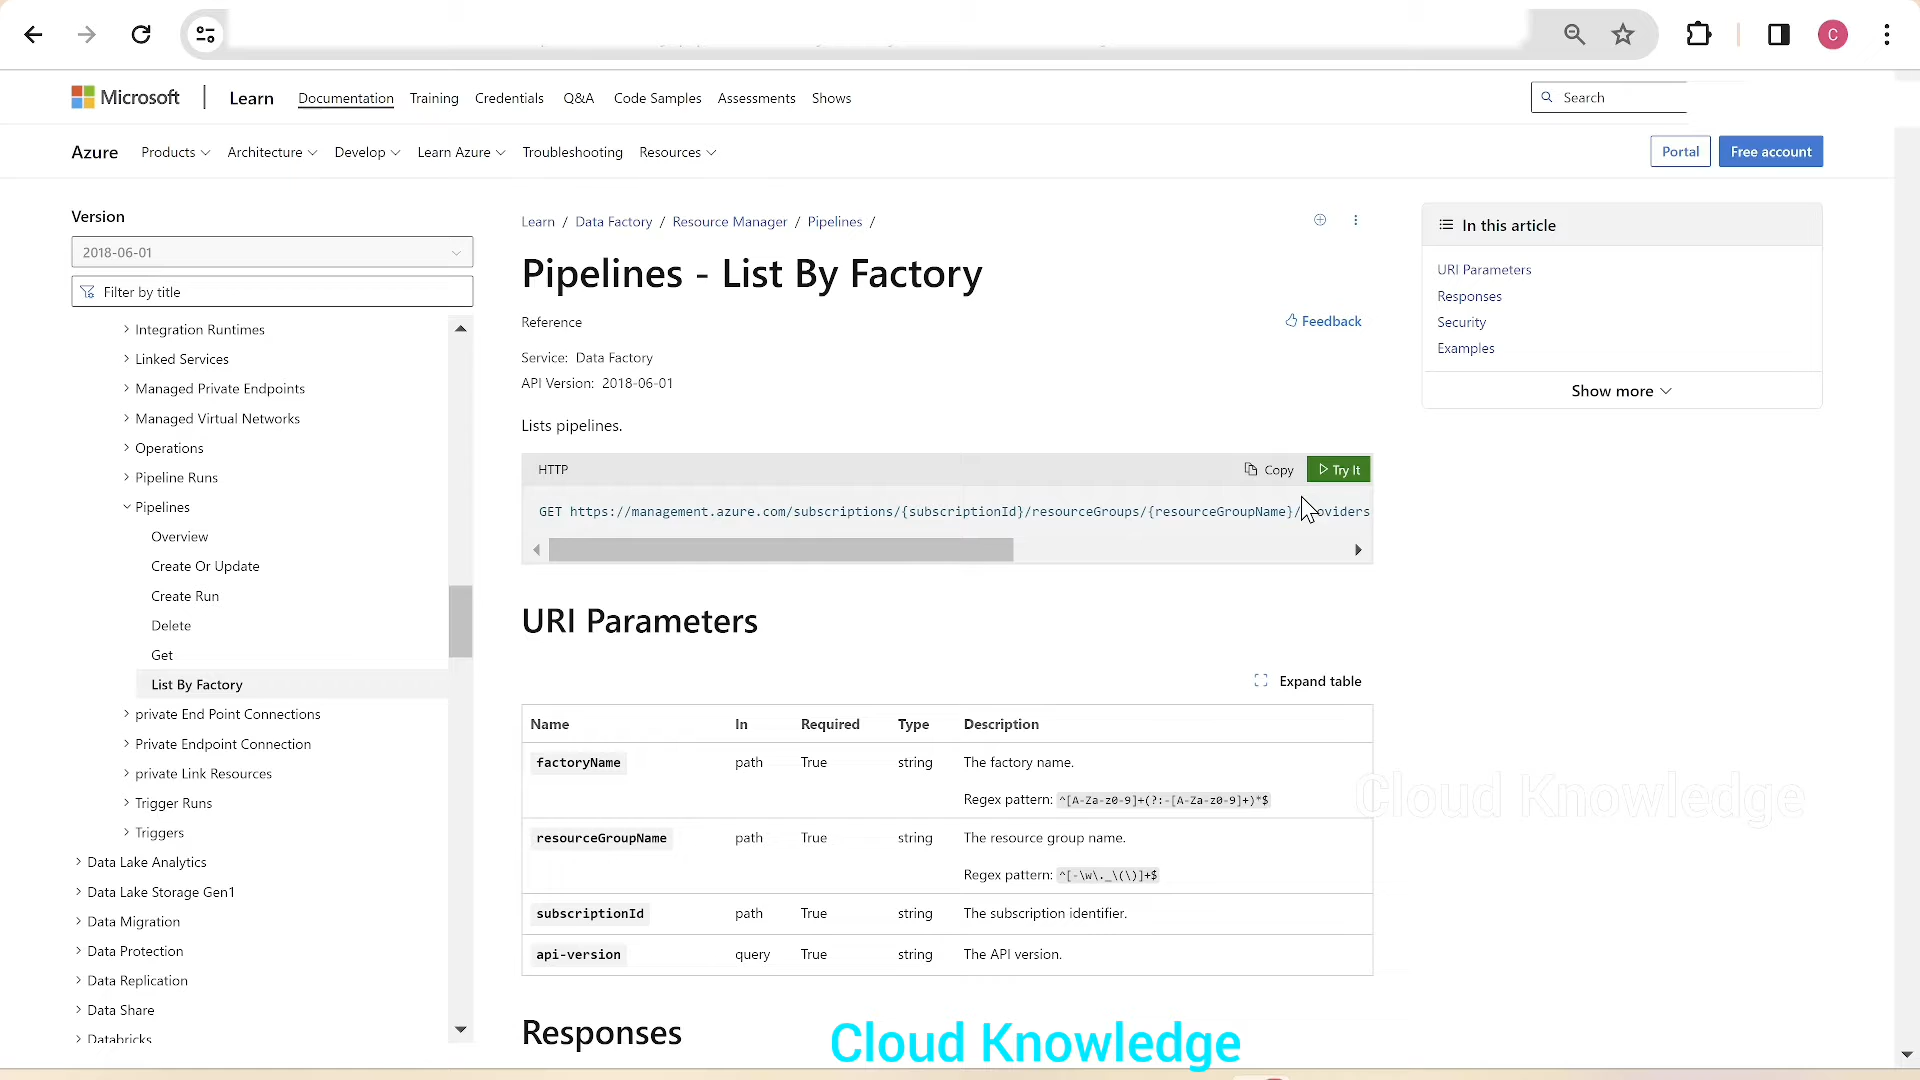 C
Microsoft
Learn
Documentation
Training
Credentials
Q&A
Code Samples
Assessments
Shows
Search
Azure
Products
Architecture
Develop
Learn Azure
Troubleshooting
Resources
Portal
Free account
Version
2018-06-01
Filter by title
Integration Runtimes
Linked Services
Managed Private Endpoints
Managed Virtual Networks
Operations
Pipeline Runs
Pipelines
Overview
Create Or Update
Create Run
Delete
Get
List By Factory
private End Point Connections
Private Endpoint Connection
private Link Resources
Trigger Runs
Triggers
Data Lake Analytics
Data Lake Storage Gen1
Data Migration
Data Protection
Data Replication
Data Share
Databricks
Learn / Data Factory / Resource Manager / Pipelines /
Pipelines - List By Factory
Reference
Feedback
Service: Data Factory
API Version: 2018-06-01
Lists pipelines.
HTTP
Copy
Try It
GET https://management.azure.com/subscriptions/{subscriptionId}/resourceGroups/{resourceGroupName}/
URI Parameters
Expand table
Name In Required Type Description
factoryName path True string The factory name.
Regex pattern: ^[A-Za-z0-9]+(?:-[A-Za-z0-9]+)*$
resourceGroupName path True string The resource group name.
Regex pattern: ^[-\w\._\(\)]+$
subscriptionId path True string The subscription identifier.
api-version query True string The API version.
Responses
In this article
URI Parameters
Responses
Security
Examples
Show more
Cloud Knowledge
Cloud Knowledge